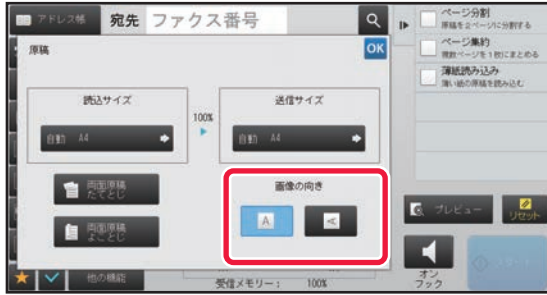 アドレス帳
宛先 ファクス番号
原稿
OK
読込サイズ
100%
送信サイズ
自動 A4
自動 A4
画像の向き
両面原稿
たてとじ
両面原稿
よことじ
A
A
ページ分割
原稿を2ページに分割する
ページ集約
複数ページを1枚にまとめる
薄紙読み込み
薄い紙の原稿を読み込む
プレビュー
リセット
オン
フック
他の機能
受信メモリー: 100%